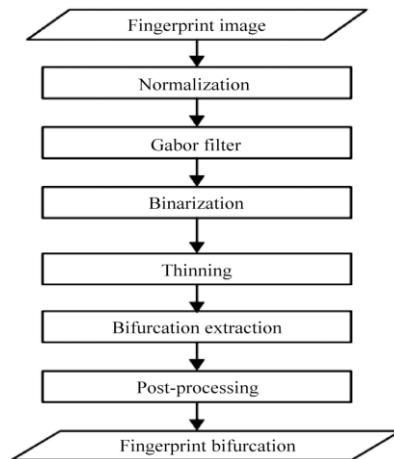 Fingerprint image
Normalization
Gabor filter
Binarization
Thinning
Bifurcation extraction
Post-processing
Fingerprint bifurcation